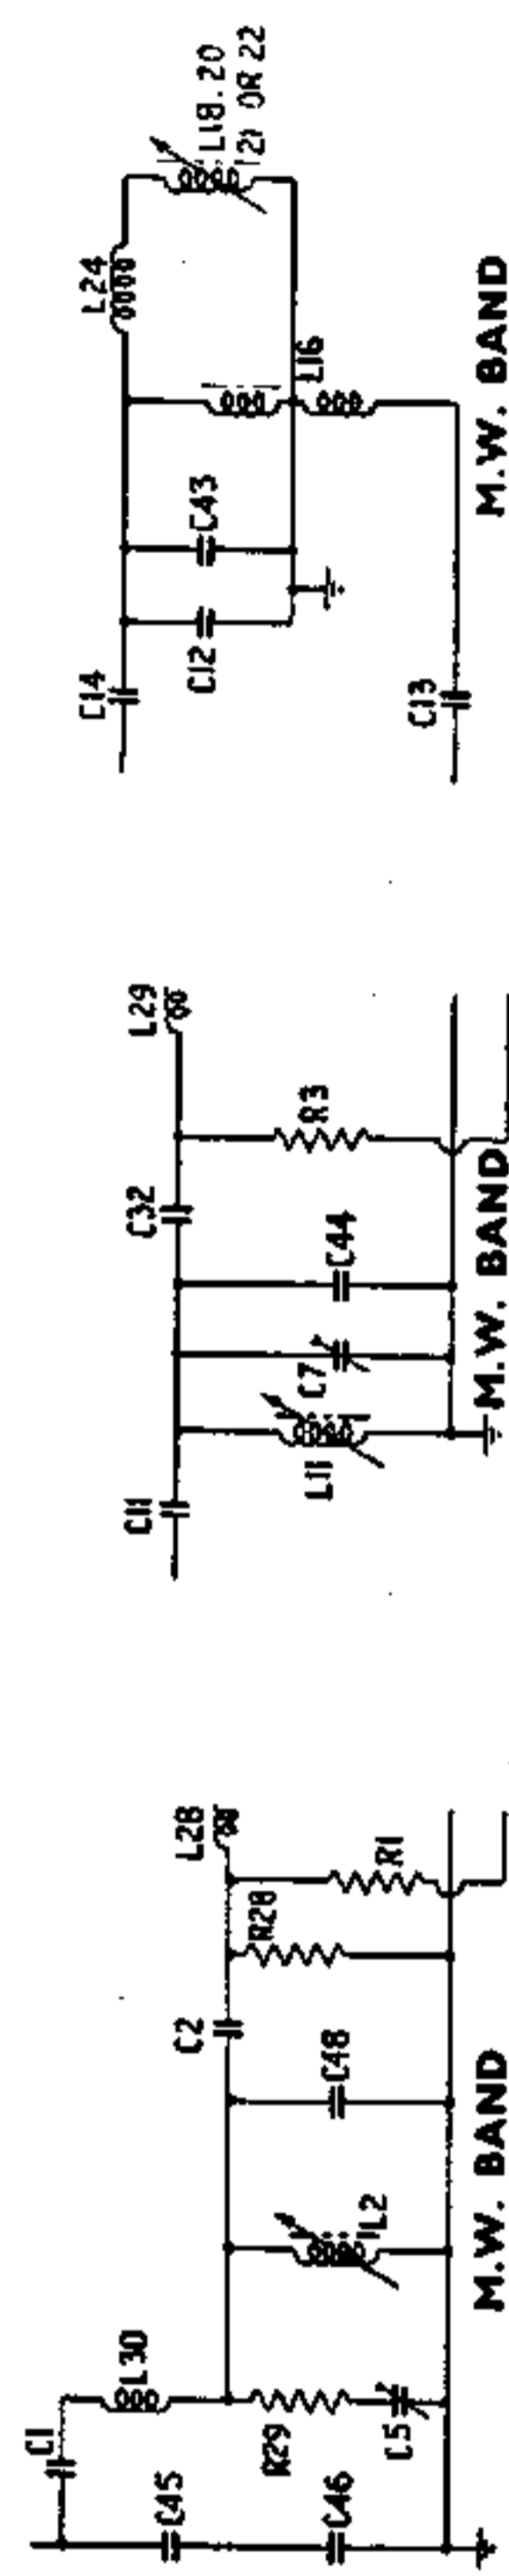 C1
L30
C45
C46
R29
C5
L2
C2
C48
R28
L28
R1
M.W. BAND
C11
L11
C7
C44
C32
R3
L29
M.W. BAND
C14
C12
C43
L24
L18.20
21 OR 22
L16
C13
M.W. BAND